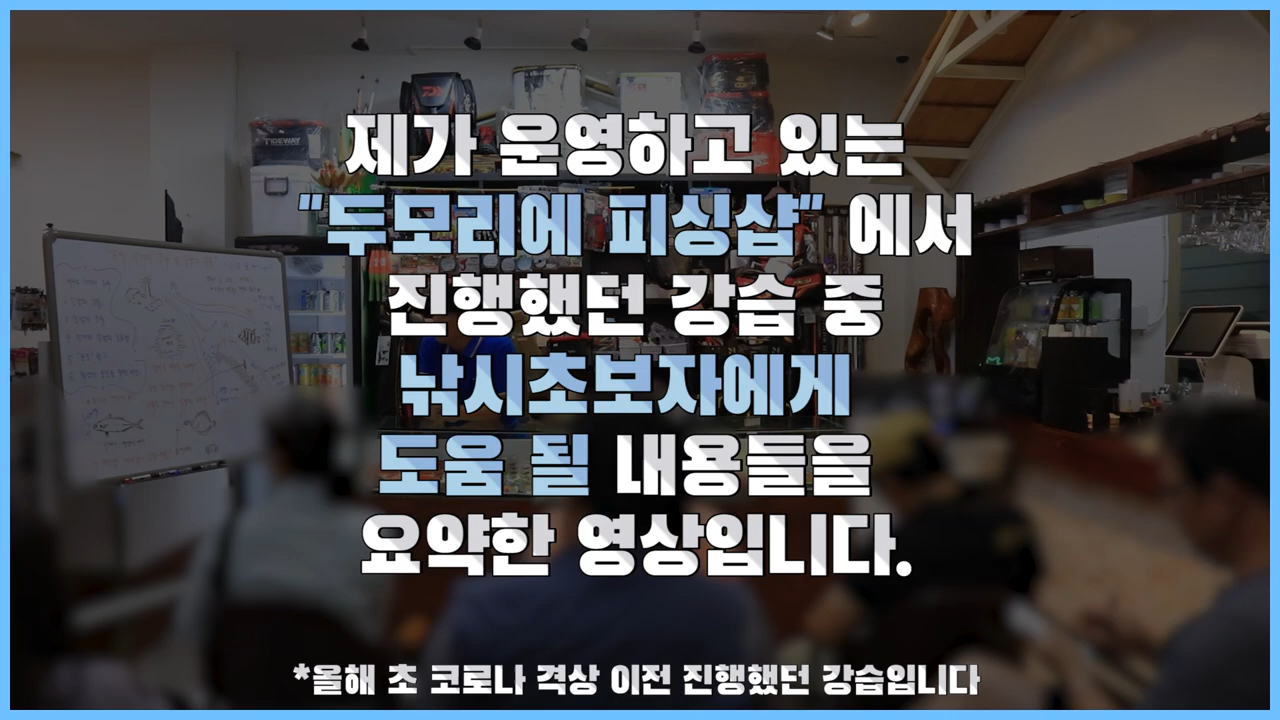 제가 운영하고 있는
"두모리에 피싱샵" 에서
진행했던 강습 중
낚시초보자에게
도움 될 내용들을
요약한 영상입니다.
*올해 초 코로나 격상 이전 진행했던 강습입니다
TIDEWAY